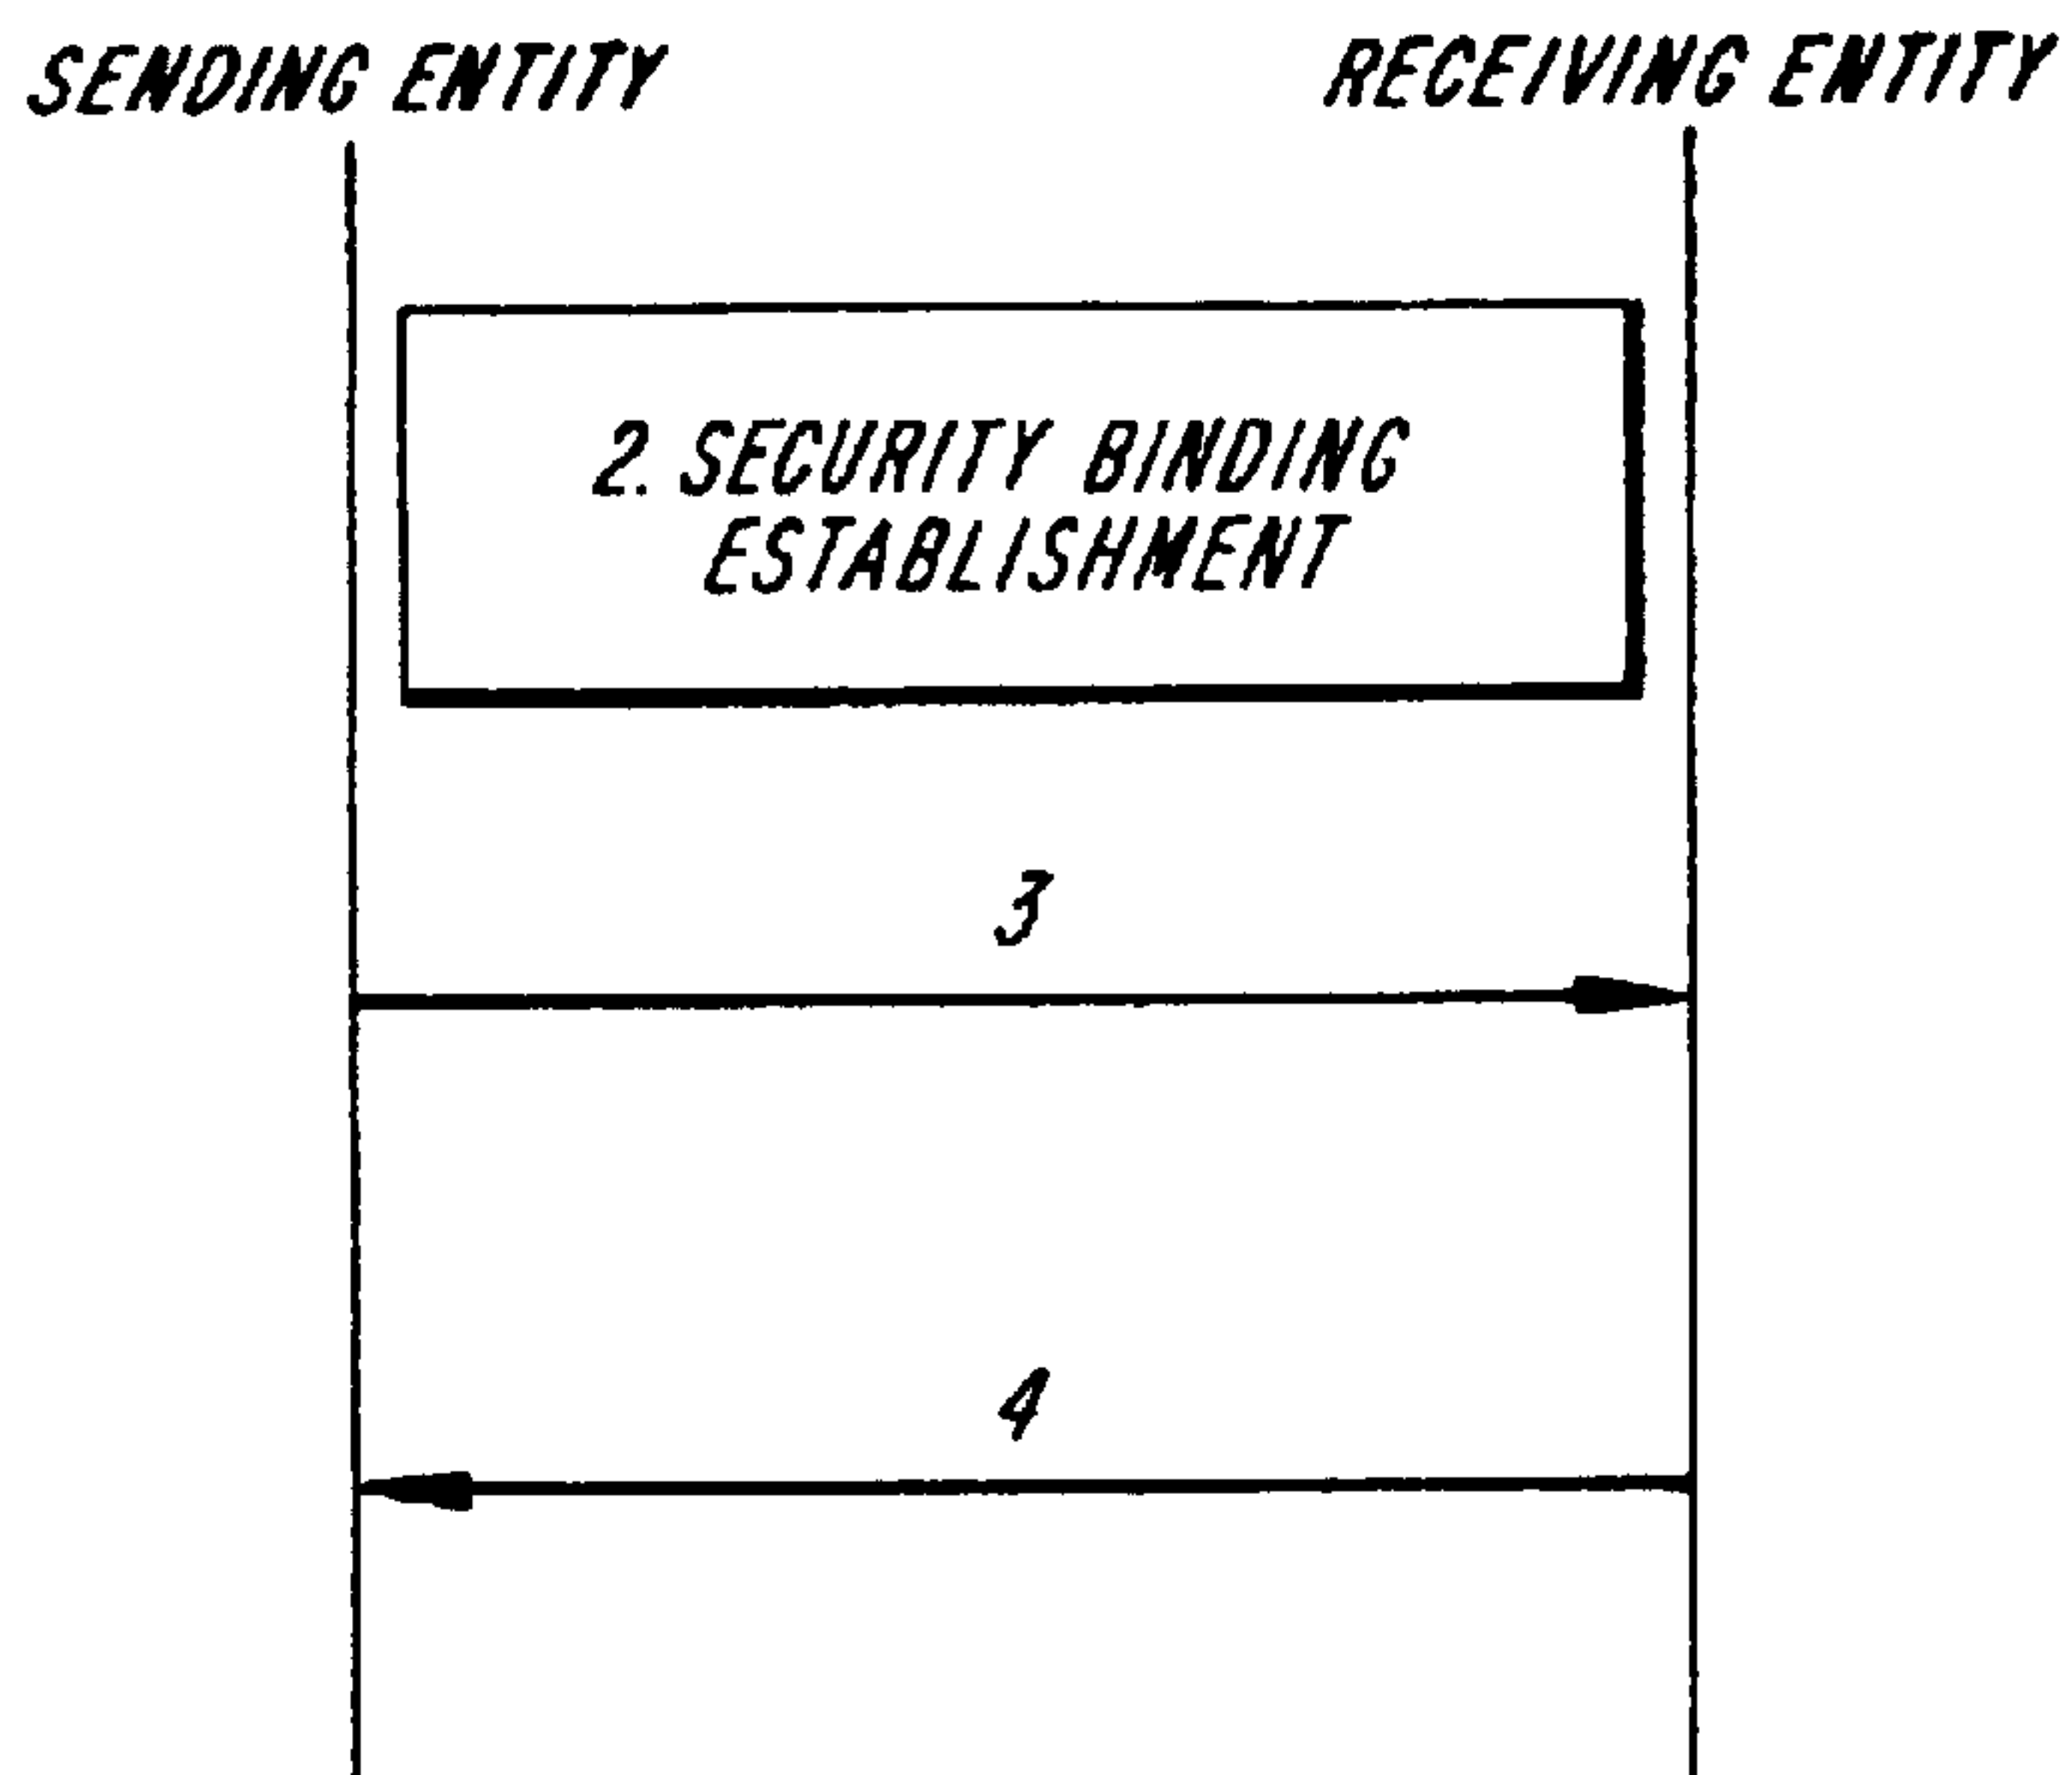 SENDING ENTITY
RECEIVING ENTITY
2. SECURITY BINDING
ESTABLISHMENT
3
4